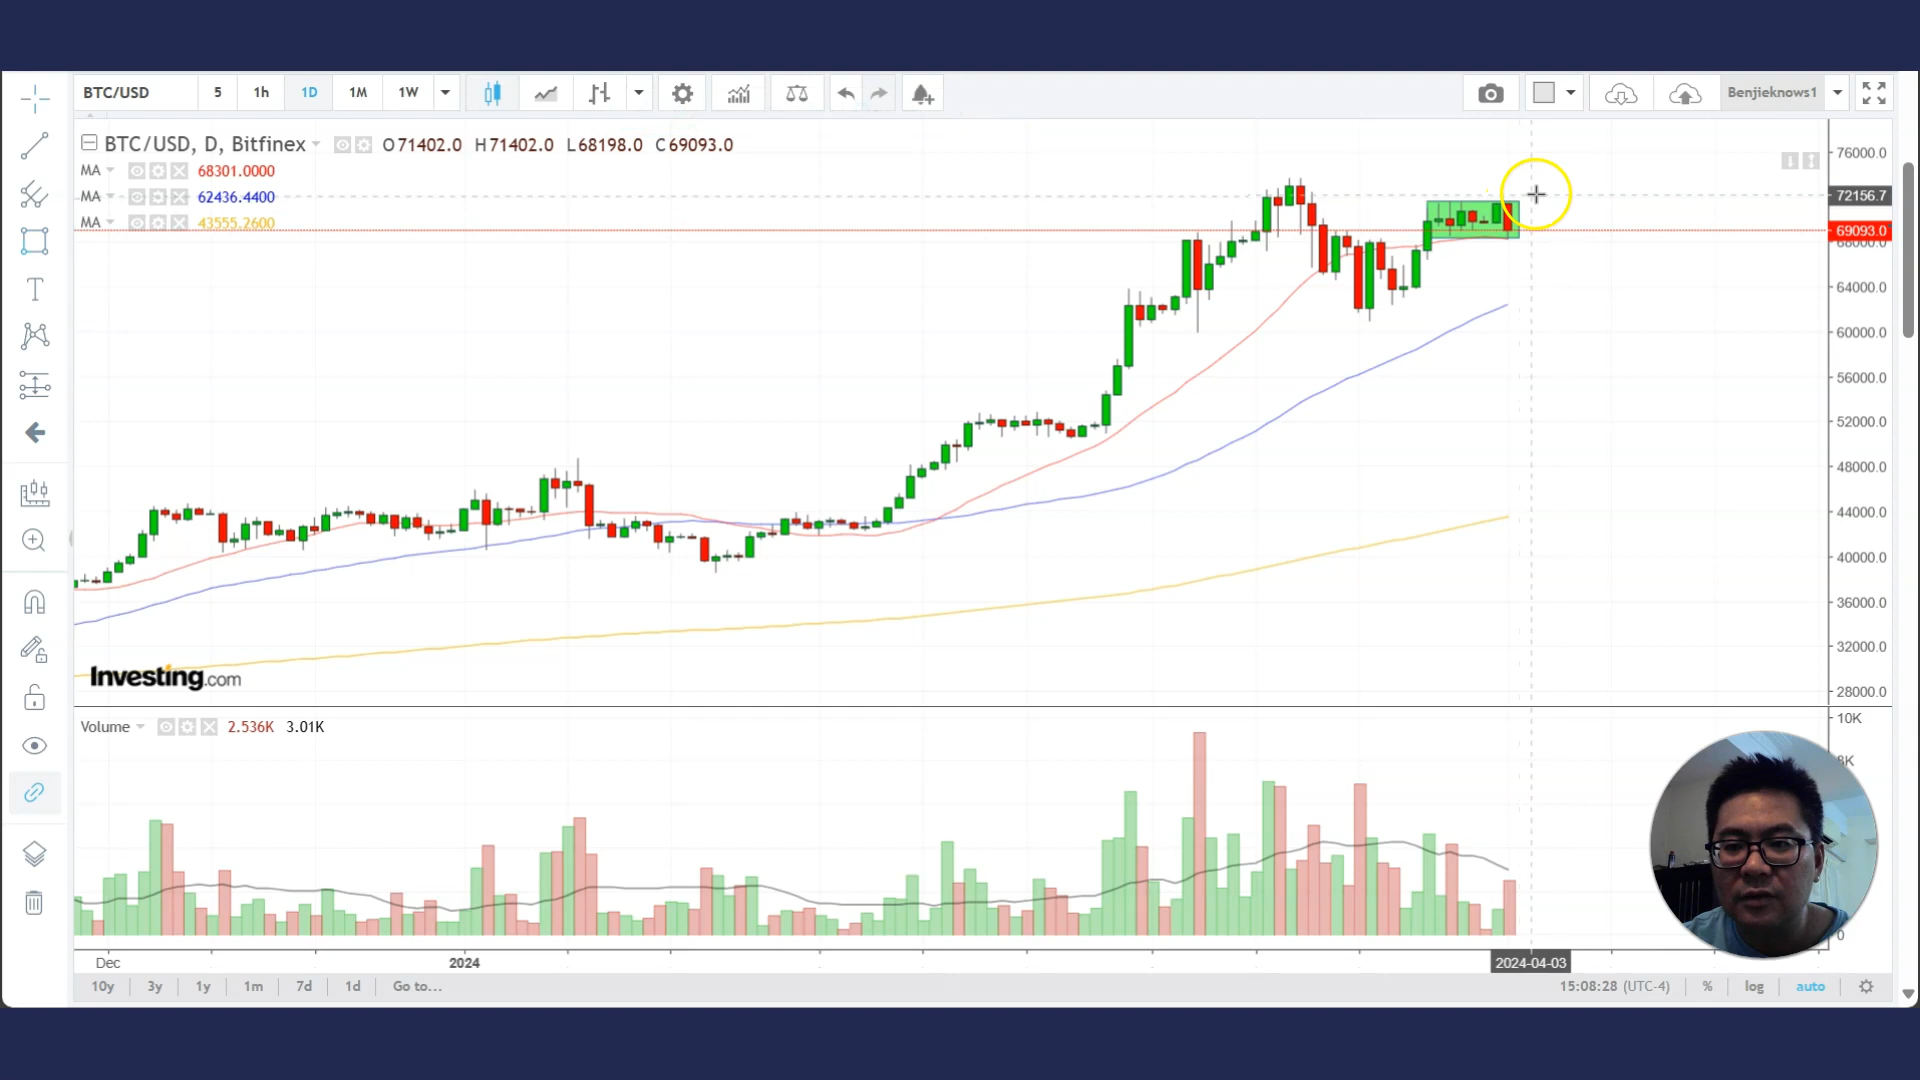 BTC/USD 5 1h 1D 1M 1W Benjieknows1
BTC/USD, D, Bitfinex O71402.0 H71402.0 L68198.0 C69093.0
MA 68301.0000
MA 62436.4400
MA 43555.2600
76000.0
72156.7
69093.0
68000.0
64000.0
60000.0
56000.0
52000.0
48000.0
44000.0
40000.0
36000.0
32000.0
28000.0
Investing.com
Volume 2.536K 3.01K
10K
8K
0
Dec 2024 2024-04-03
10y 3y 1y 1m 7d 1d Go to... 15:08:28 (UTC-4) % log auto